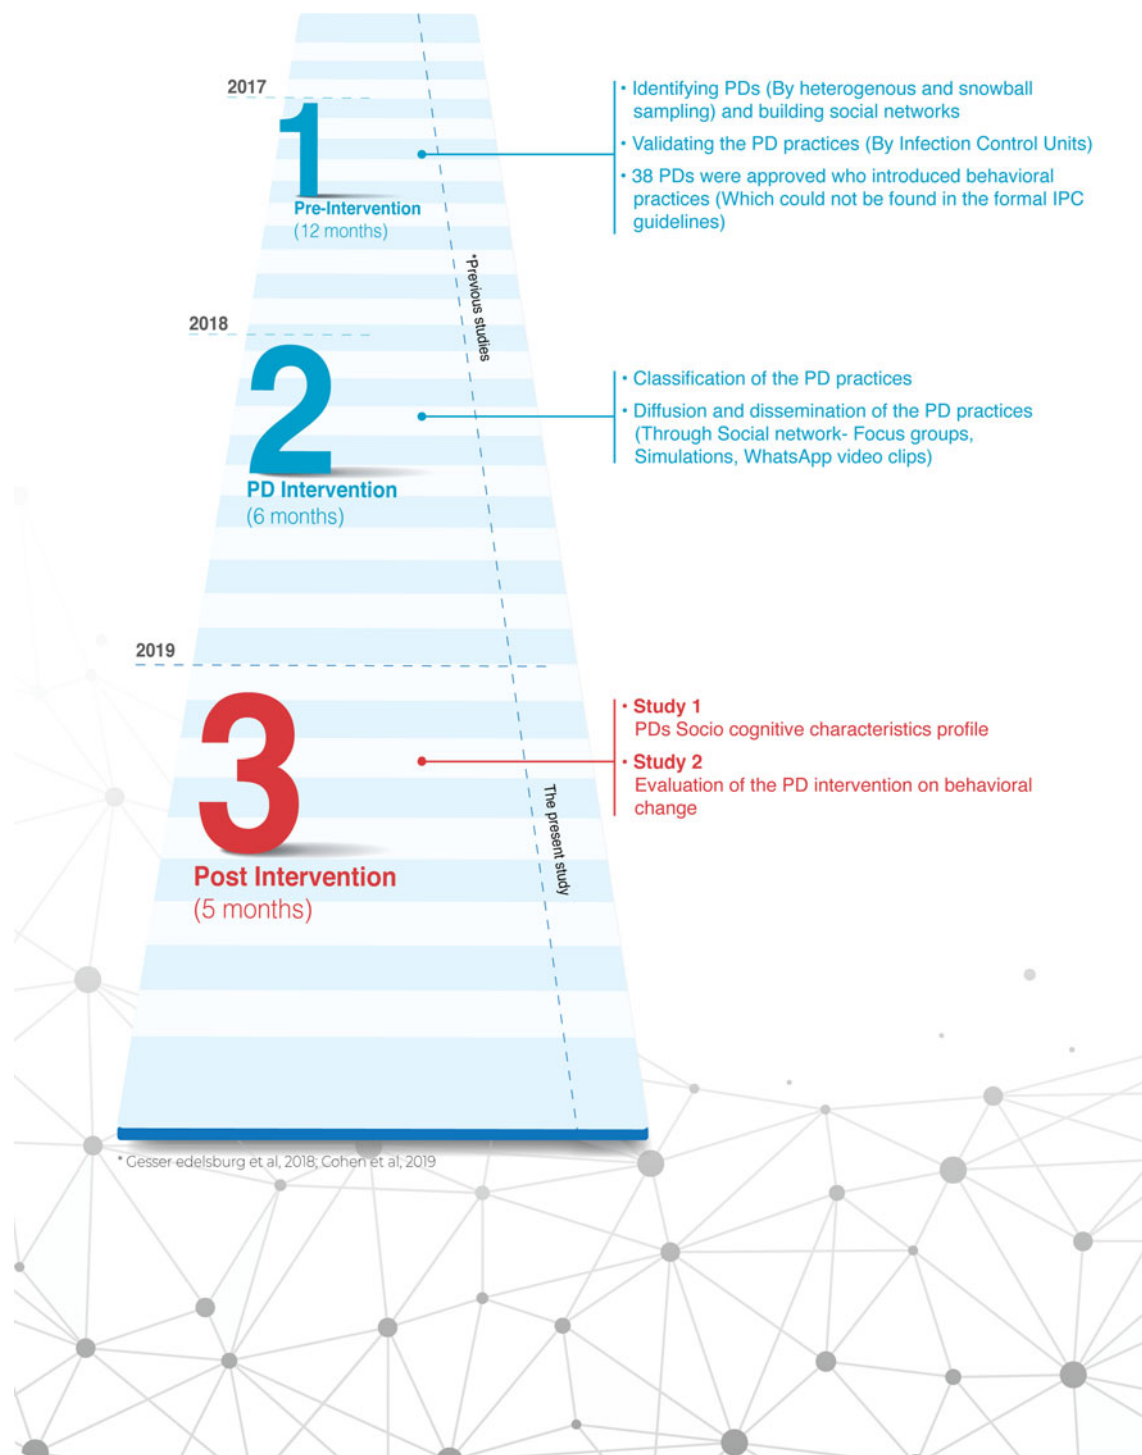 2017
1
Pre-Intervention
(12 months)
• Identifying PDs (By heterogenous and snowball
sampling) and building social networks
• Validating the PD practices (By Infection Control Units)
• 38 PDs were approved who introduced behavioral
practices (Which could not be found in the formal IPC
guidelines)
*Previous studies
2018
2
PD Intervention
(6 months)
• Classification of the PD practices
• Diffusion and dissemination of the PD practices
(Through Social network- Focus groups,
Simulations, WhatsApp video clips)
2019
3
Post Intervention
(5 months)
• Study 1
PDs Socio cognitive characteristics profile
• Study 2
Evaluation of the PD intervention on behavioral
change
The present study
* Gesser edelsburg et al, 2018; Cohen et al, 2019